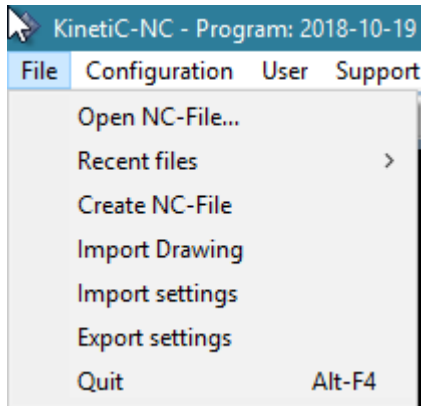 KinetiC-NC - Program: 2018-10-19
File Configuration User Support
Open NC-File...
Recent files >
Create NC-File
Import Drawing
Import settings
Export settings
Quit Alt-F4